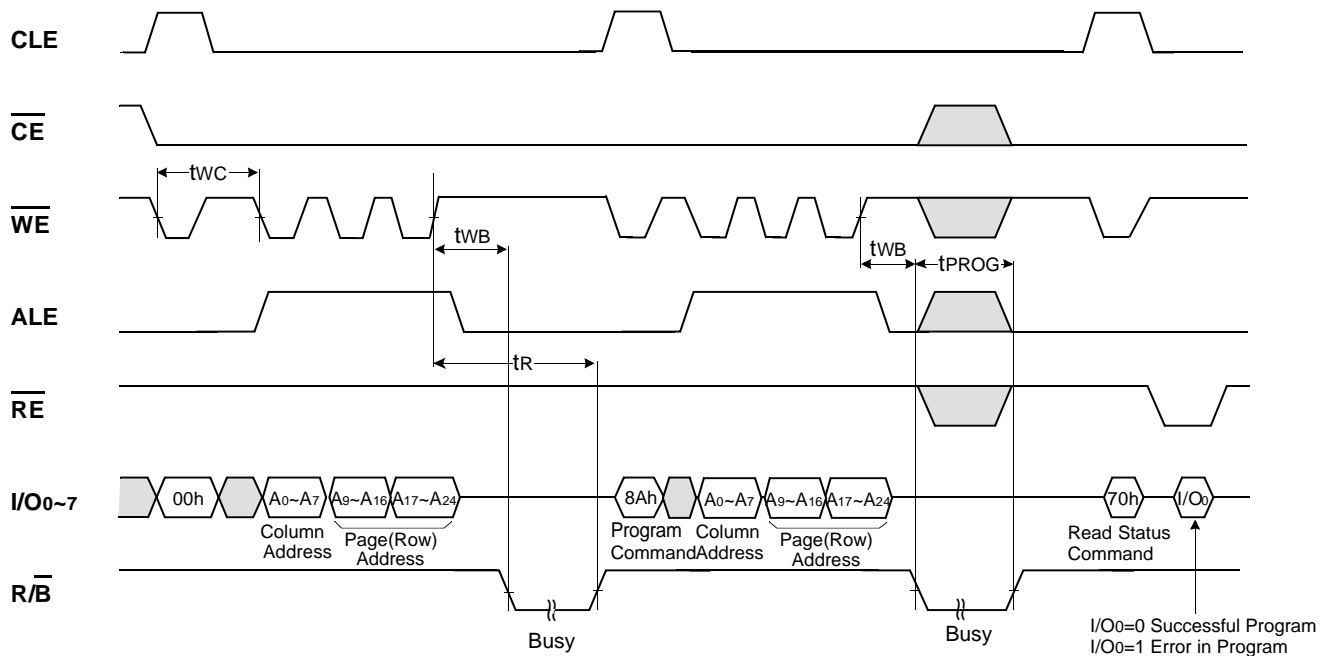 CLE
CE
tWC
WE
tWB
tWB
tPROG
ALE
tR
RE
I/O0~7
00h
A0~A7
A9~A16
A17~A24
8Ah
A0~A7
A9~A16
A17~A24
70h
I/O0
Column
Address
Page(Row)
Address
Program
Command
Column
Address
Page(Row)
Address
Read Status
Command
R/B
Busy
Busy
I/O0=0 Successful Program
I/O0=1 Error in Program